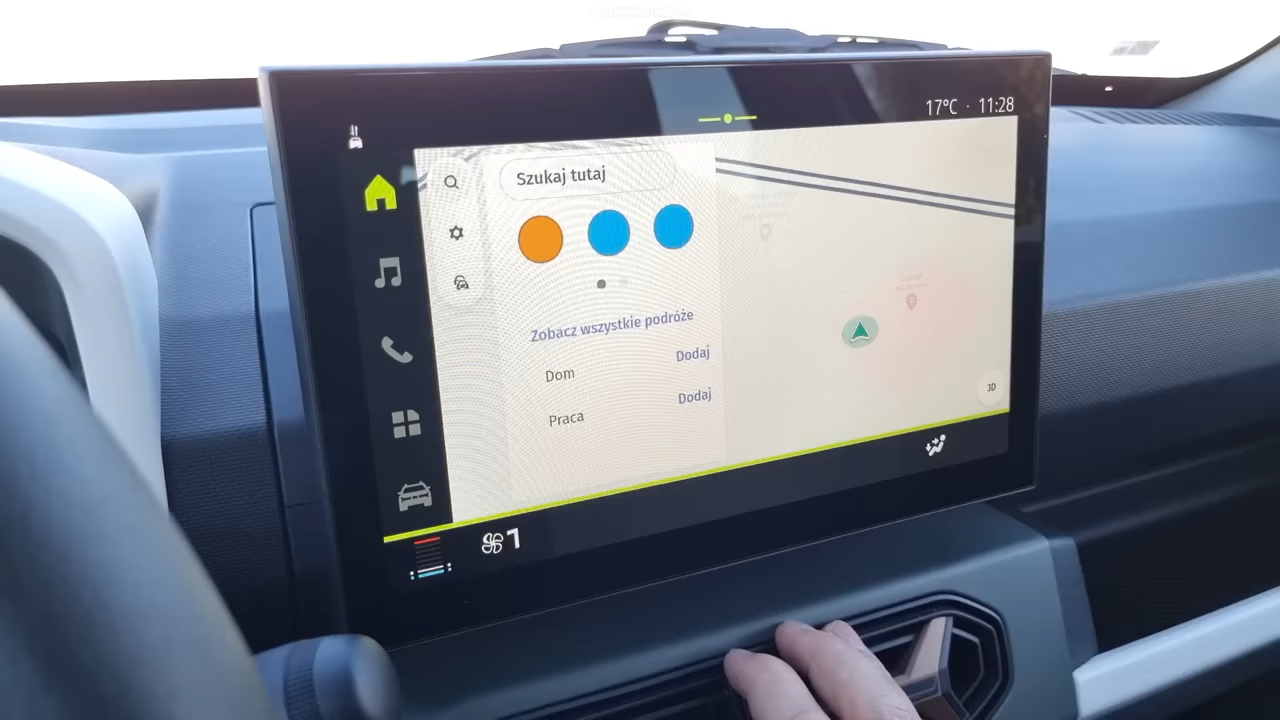 17°C · 11:28
Szukaj tutaj
Zobacz wszystkie podróże
Dom
Dodaj
Praca
Dodaj
3D
1